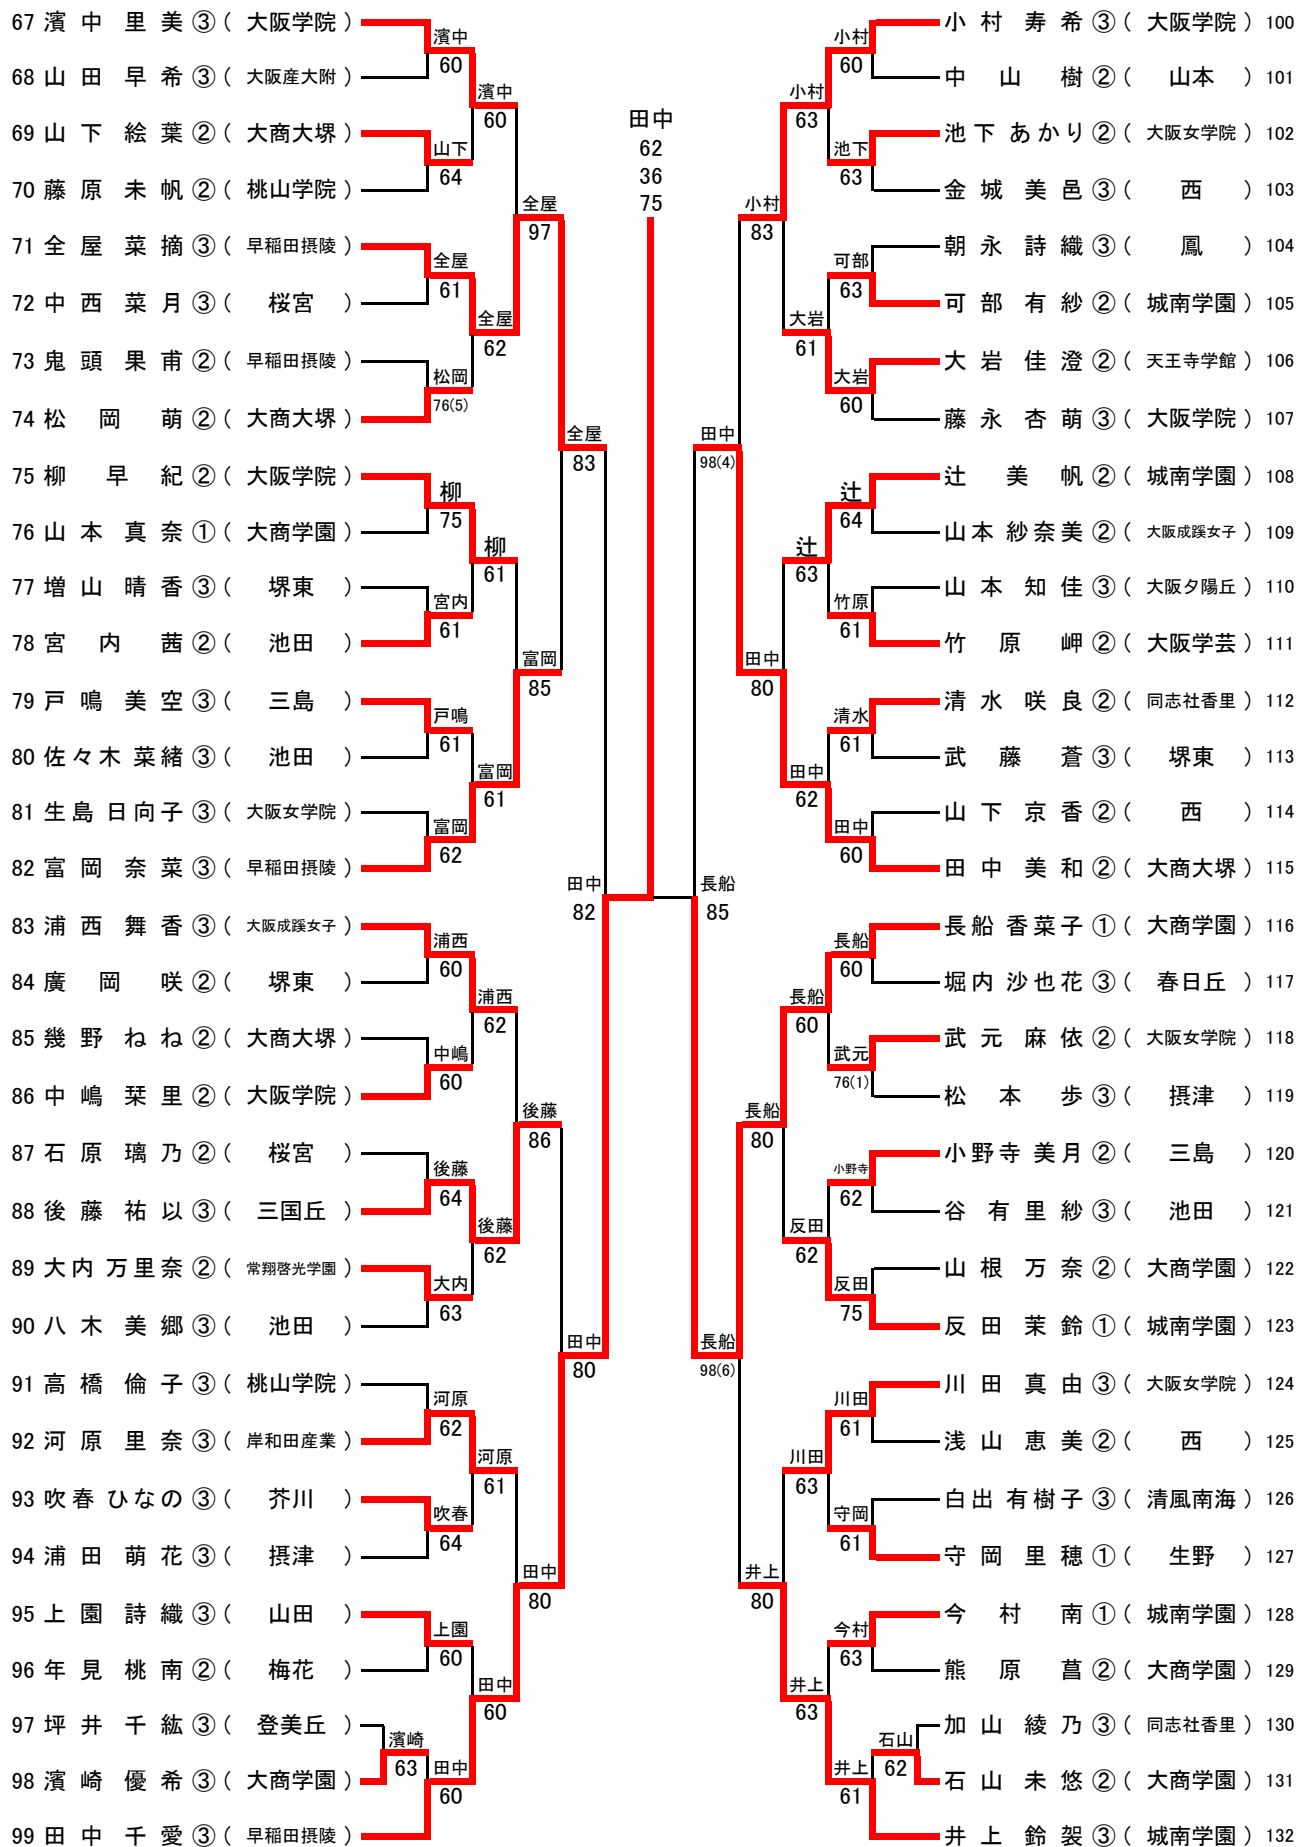 67 濱中 里美 ③ ( 大阪学院 )
68 山田 早希 ③ ( 大阪産大附 )
69 山下 絵葉 ② ( 大商大堺 )
70 藤原 未帆 ② ( 桃山学院 )
71 全屋 菜摘 ③ ( 早稲田摂陵 )
72 中西 菜月 ③ ( 桜宮 )
73 鬼頭 果甫 ② ( 早稲田摂陵 )
74 松岡 萌 ② ( 大商大堺 )
75 柳 早紀 ② ( 大阪学院 )
76 山本 真奈 ① ( 大商学園 )
77 増山 晴香 ③ ( 堺東 )
78 宮内 茜 ② ( 池田 )
79 戸鳴 美空 ③ ( 三島 )
80 佐々木 菜緒 ③ ( 池田 )
81 生島 日向子 ③ ( 大阪女学院 )
82 富岡 奈菜 ③ ( 早稲田摂陵 )
83 浦西 舞香 ③ ( 大阪成蹊女子 )
84 廣岡 咲 ② ( 堺東 )
85 幾野 ねね ② ( 大商大堺 )
86 中嶋 栞里 ② ( 大阪学院 )
87 石原 璃乃 ② ( 桜宮 )
88 後藤 祐以 ③ ( 三国丘 )
89 大内 万里奈 ② ( 常翔啓光学園 )
90 八木 美郷 ③ ( 池田 )
91 高橋 倫子 ③ ( 桃山学院 )
92 河原 里奈 ③ ( 岸和田産業 )
93 吹春 ひなの ③ ( 芥川 )
94 浦田 萌花 ③ ( 摂津 )
95 上園 詩織 ③ ( 山田 )
96 年見 桃南 ② ( 梅花 )
97 坪井 千紘 ③ ( 登美丘 )
98 濱崎 優希 ③ ( 大商学園 )
99 田中 千愛 ③ ( 早稲田摂陵 )
濱崎
63
濱中
60
山下
64
全屋
61
松岡
76(5)
柳
75
宮内
61
戸鳴
61
富岡
62
浦西
60
中嶋
60
後藤
64
大内
63
河原
62
吹春
64
上園
60
田中
60
濱中
60
全屋
62
柳
61
富岡
61
浦西
62
後藤
62
河原
61
田中
60
全屋
97
富岡
85
後藤
86
田中
80
全屋
83
田中
80
田中
82
田中
62
36
75
長船
85
田中
98(4)
長船
98(6)
小村
83
田中
80
長船
80
井上
80
小村
63
大岩
61
辻
63
田中
62
長船
60
反田
62
川田
63
井上
63
小村
60
池下
63
可部
63
大岩
60
辻
64
竹原
61
清水
61
田中
60
長船
60
武元
76(1)
小野寺
62
反田
75
川田
61
守岡
61
今村
63
井上
61
石山
62
小村 寿希 ③ ( 大阪学院 ) 100
中山 樹 ② ( 山本 ) 101
池下 あかり ② ( 大阪女学院 ) 102
金城 美邑 ③ ( 西 ) 103
朝永 詩織 ③ ( 鳳 ) 104
可部 有紗 ② ( 城南学園 ) 105
大岩 佳澄 ② ( 天王寺学館 ) 106
藤永 杏萌 ③ ( 大阪学院 ) 107
辻 美帆 ② ( 城南学園 ) 108
山本 紗奈美 ② ( 大阪成蹊女子 ) 109
山本 知佳 ③ ( 大阪夕陽丘 ) 110
竹原 岬 ② ( 大阪学芸 ) 111
清水 咲良 ② ( 同志社香里 ) 112
武藤 蒼 ③ ( 堺東 ) 113
山下 京香 ② ( 西 ) 114
田中 美和 ② ( 大商大堺 ) 115
長船 香菜子 ① ( 大商学園 ) 116
堀内 沙也花 ③ ( 春日丘 ) 117
武元 麻依 ② ( 大阪女学院 ) 118
松本 歩 ③ ( 摂津 ) 119
小野寺 美月 ② ( 三島 ) 120
谷 有里紗 ③ ( 池田 ) 121
山根 万奈 ② ( 大商学園 ) 122
反田 茉鈴 ① ( 城南学園 ) 123
川田 真由 ③ ( 大阪女学院 ) 124
浅山 恵美 ② ( 西 ) 125
白出 有樹子 ③ ( 清風南海 ) 126
守岡 里穂 ① ( 生野 ) 127
今村 南 ① ( 城南学園 ) 128
熊原 菖 ② ( 大商学園 ) 129
加山 綾乃 ③ ( 同志社香里 ) 130
石山 未悠 ② ( 大商学園 ) 131
井上 鈴袈 ③ ( 城南学園 ) 132